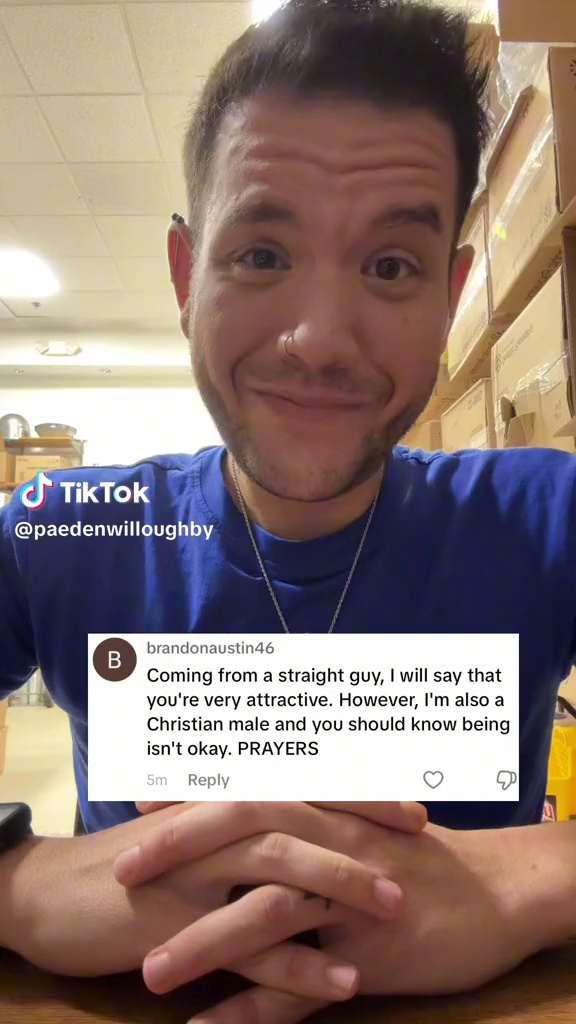 TikTok
@paedenwilloughby
B
brandonaustin46
Coming from a straight guy, I will say that
you're very attractive. However, I'm also a
Christian male and you should know being
isn't okay. PRAYERS
5m Reply